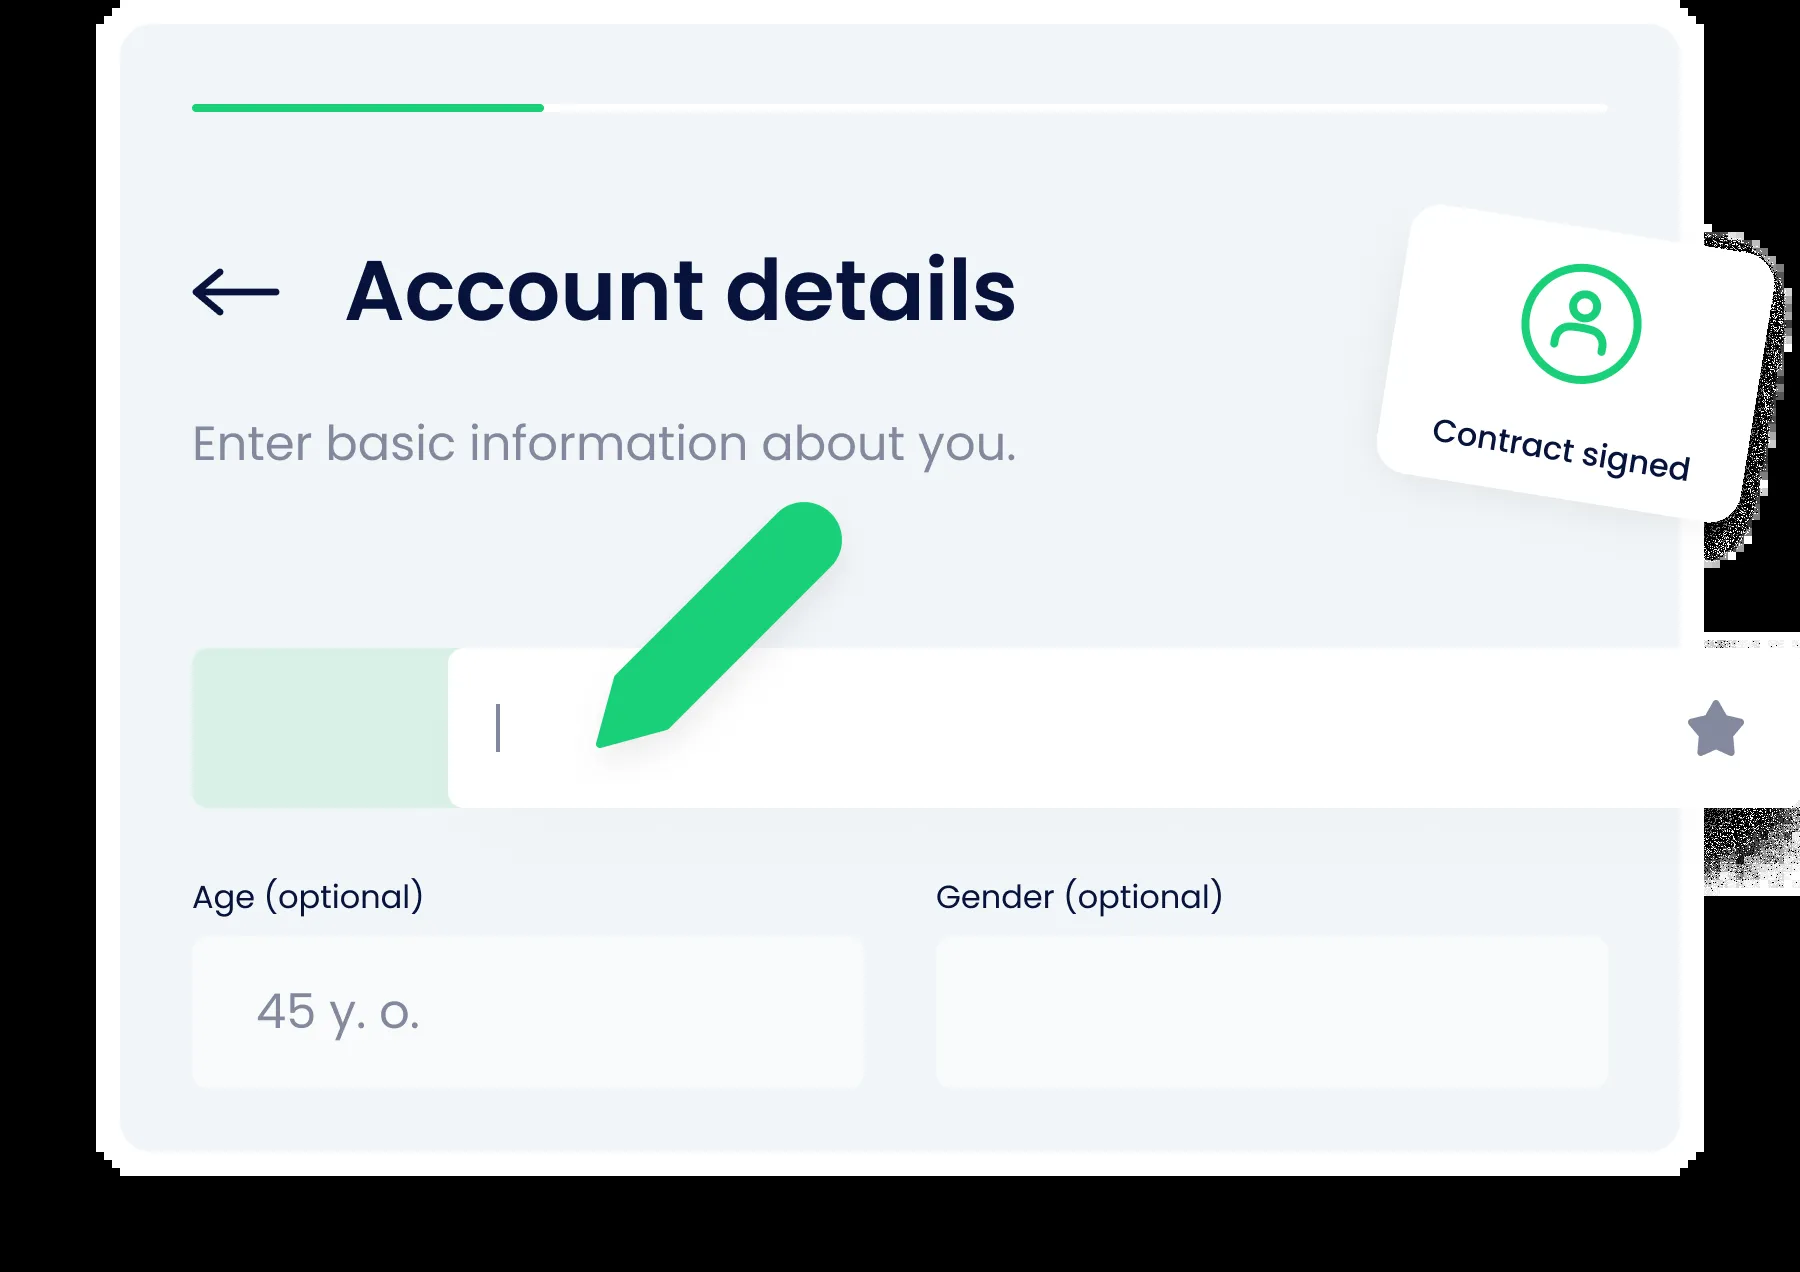 Account details
Enter basic information about you.
Contract signed
Age (optional)
Gender (optional)
45 y. o.